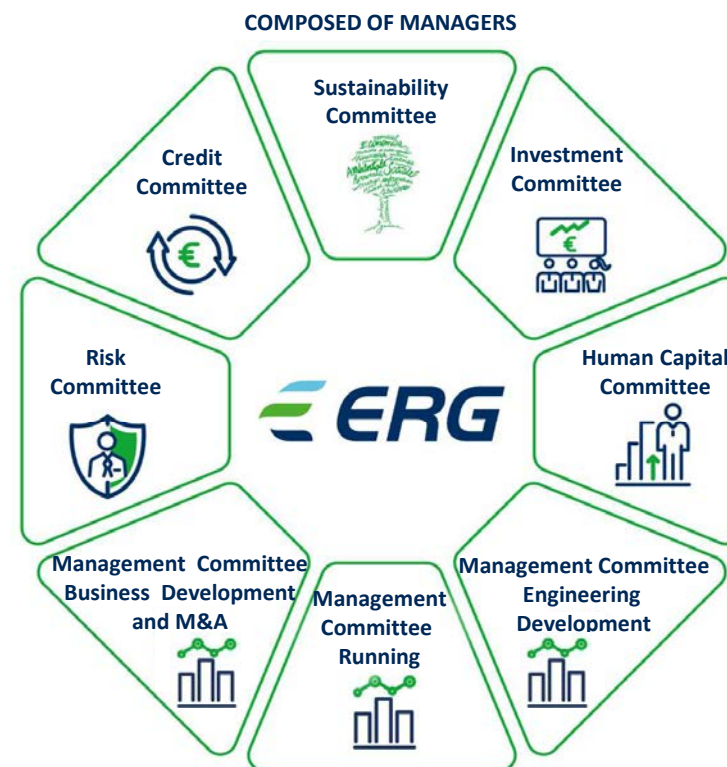 COMPOSED OF MANAGERS
Sustainability
Committee
Credit
Committee
€
Investment
Committee
€
Risk
Committee
ERG
Human Capital
Committee
Management Committee
Business Development
and M&A
Management
Committee
Running
Management Committee
Engineering
Development